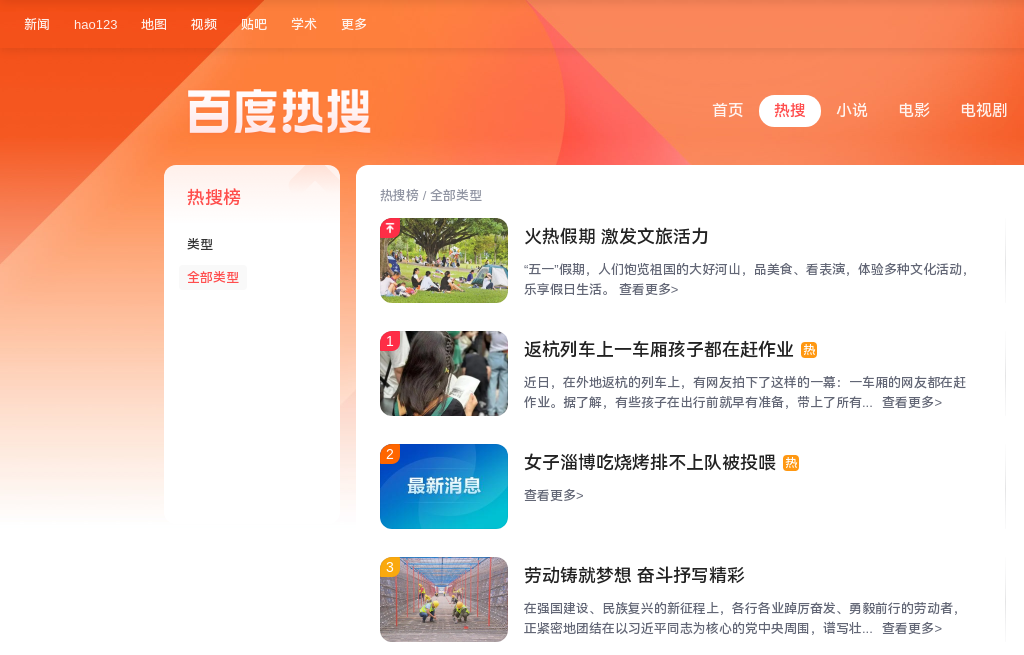 新闻 hao123 地图 视频 贴吧 学术 更多
百度热搜
首页 热搜 小说 电影 电视剧
热搜榜
类型
全部类型
热搜榜 / 全部类型
火热假期 激发文旅活力
“五一”假期，人们饱览祖国的大好河山，品美食、看表演，体验多种文化活动，
乐享假日生活。 查看更多>
1
返杭列车上一车厢孩子都在赶作业 热
近日，在外地返杭的列车上，有网友拍下了这样的一幕：一车厢的网友都在赶
作业。据了解，有些孩子在出行前就早有准备，带上了所有... 查看更多>
2
最新消息
女子淄博吃烧烤排不上队被投喂 热
查看更多>
3
劳动铸就梦想 奋斗抒写精彩
在强国建设、民族复兴的新征程上，各行各业踔厉奋发、勇毅前行的劳动者，
正紧密地团结在以习近平同志为核心的党中央周围，谱写壮... 查看更多>